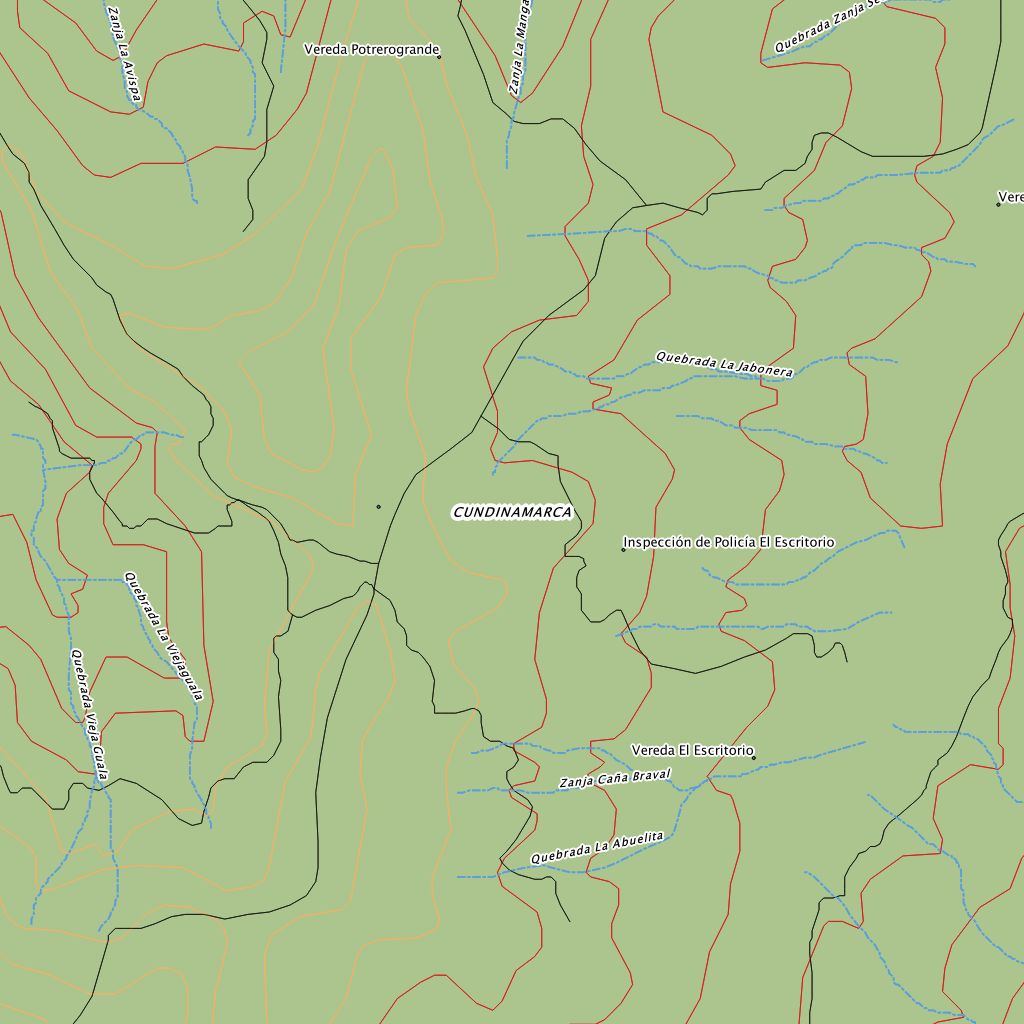 Zanja La Avispa
Vereda Potrerogrande
Zanja La Manga
Quebrada Zanja Se
Vere
Quebrada La Jabonera
CUNDINAMARCA
Inspección de Policía El Escritorio
Quebrada La Viejaguala
Quebrada Vieja Guala
Vereda El Escritorio
Zanja Caña Braval
Quebrada La Abuelita